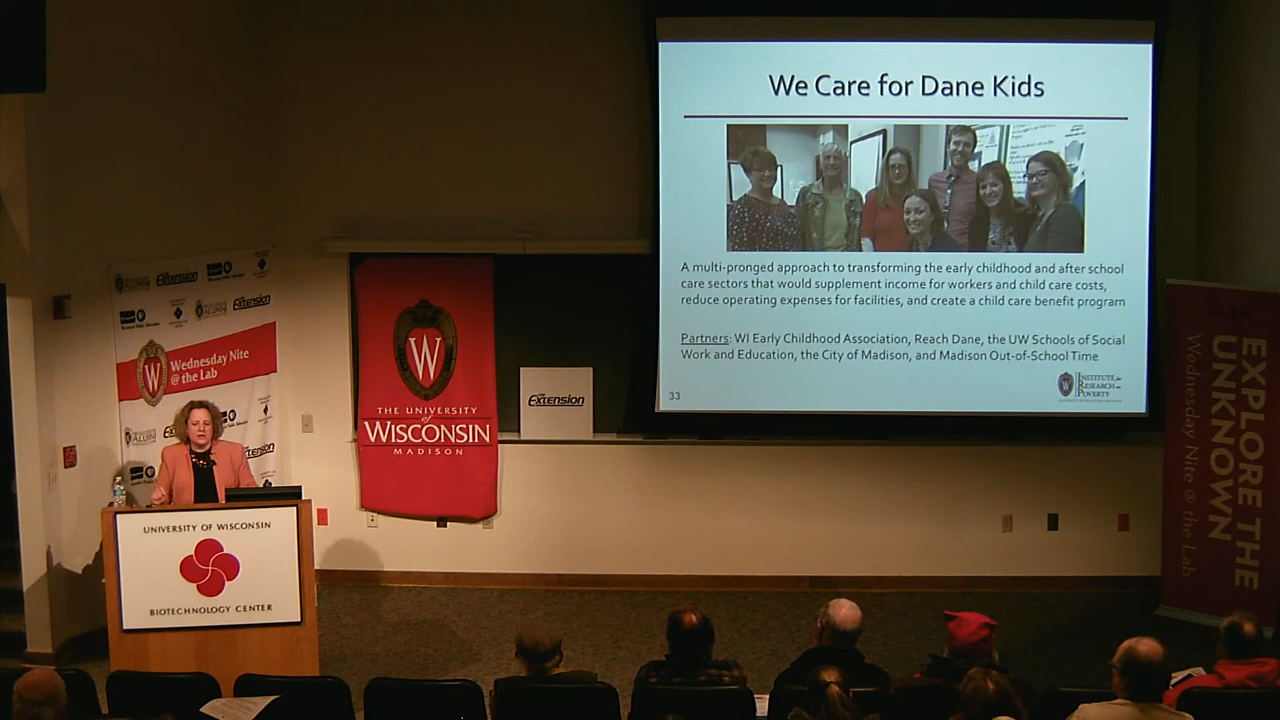 We Care for Dane Kids
A multi-pronged approach to transforming the early childhood and after school
care sectors that would supplement income for workers and child care costs,
reduce operating expenses for facilities, and create a child care benefit program
Partners: WI Early Childhood Association, Reach Dane, the UW Schools of Social
Work and Education, the City of Madison, and Madison Out-of-School Time
33
INSTITUTE for
RESEARCH on
POVERTY
Extension
ALUMNI
Extension
Wednesday Nite
@ the Lab
W
THE UNIVERSITY
of
WISCONSIN
MADISON
Extension
UNIVERSITY OF WISCONSIN
BIOTECHNOLOGY CENTER
EXPLORE THE
UNKNOWN
Wednesday Nite @ the Lab